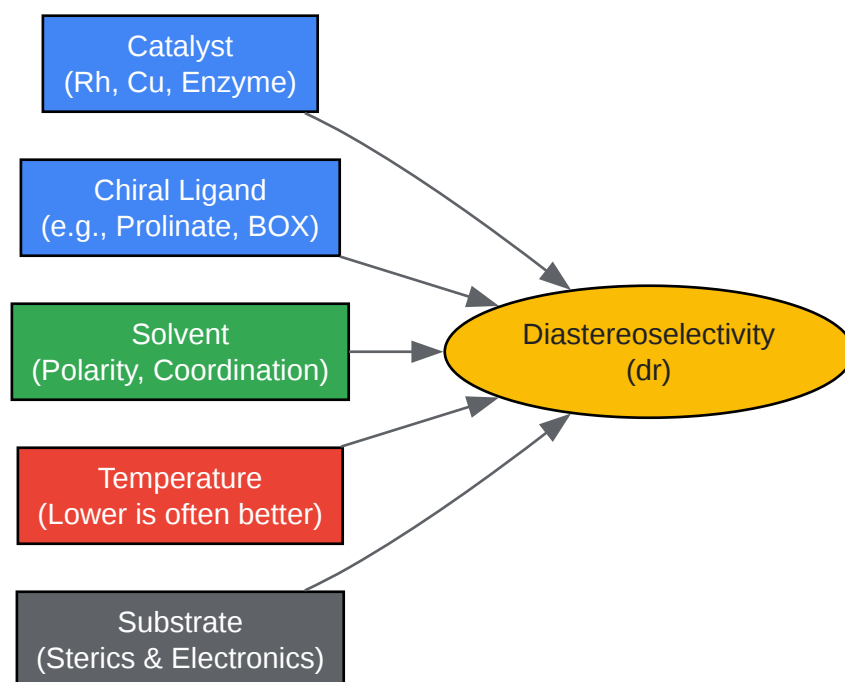 Catalyst
(Rh, Cu, Enzyme)
Chiral Ligand
(e.g., Prolinate, BOX)
Solvent
(Polarity, Coordination)
Temperature
(Lower is often better)
Substrate
(Sterics & Electronics)
Diastereoselectivity
(dr)